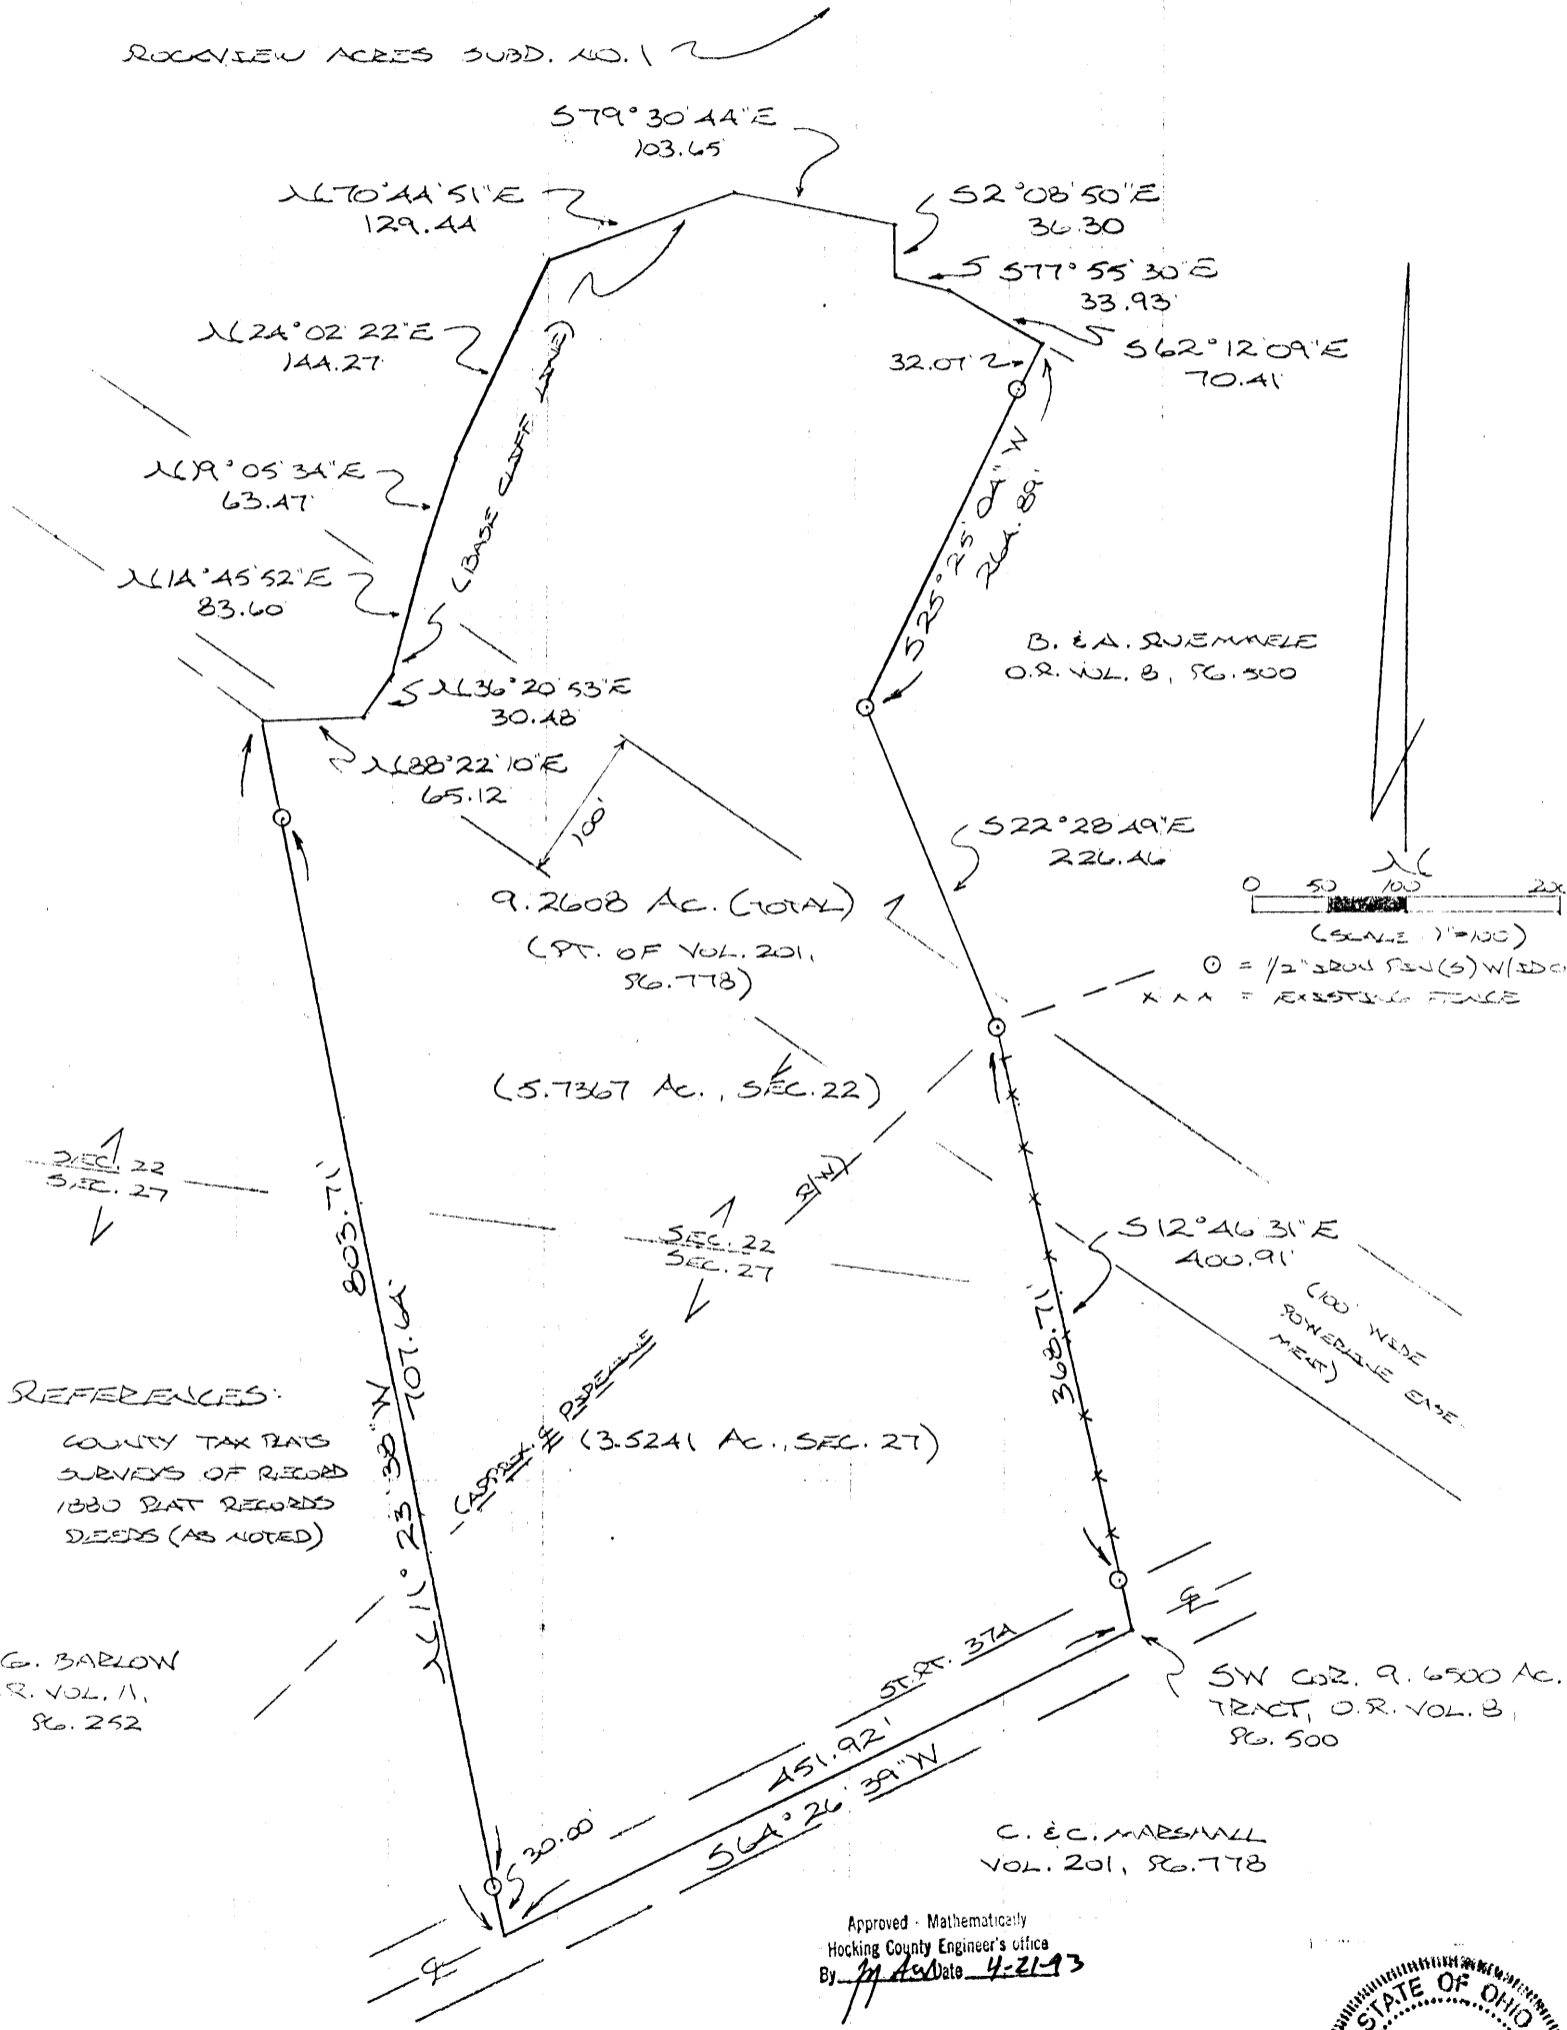 ROCKVIEW ACRES SUBD. NO. 1
S79°30'44"E
103.65'
N70°44'51"E
129.44
S2°08'50"E
36.30
S77°55'30"E
33.93'
N24°02'22"E
144.27
S62°12'09"E
70.41'
32.07
(BASE CLIFF LINE)
N19°05'34"E
63.47'
S25°25'04"W
264.89'
N14°45'52"E
83.60
B. & A. RUEMMELE
O.R. VOL. 8, PG. 500
N36°20'53"E
30.48
N88°22'10"E
65.12
100'
S22°28'49"E
226.46
9.2608 AC. (TOTAL)
(PT. OF VOL. 201,
PG. 778)
N
0 50 100
(SCALE 1"=100')
⊙ = 1/2" IRON PIN(S) W/
X X X = EXISTING FENCE
(5.7367 AC., SEC. 22)
SEC. 22
SEC. 27
R/W)
SEC. 22
SEC. 27
803.71'
S12°46'31"E
400.91'
(100' WIDE
POWERLINE EASE-
MENT)
368.71'
707.64'
N11°23'38"W
REFERENCES:
COUNTY TAX PLATS
SURVEYS OF RECORD
1880 PLAT RECORDS
DEEDS (AS NOTED)
(APPROX. ℄ PIPELINE
(3.5241 AC., SEC. 27)
G. BARLOW
R. VOL. 11,
PG. 252
ST. RT. 374
℄
SW COR. 9.6500 AC.
TRACT, O.R. VOL. 8,
PG. 500
451.92'
S64°26'39"W
30.00'
℄
C. & C. MARSHALL
VOL. 201, PG. 778
Approved - Mathematically
Hocking County Engineer's office
By Date 4-21-93
STATE OF OHIO